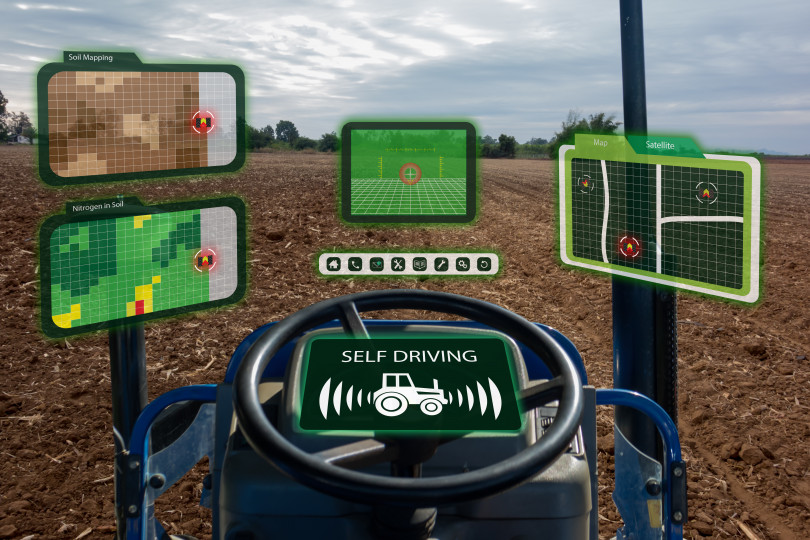 Soil Mapping
Nitrogen in Soil
Map
Satellite
SELF DRIVING